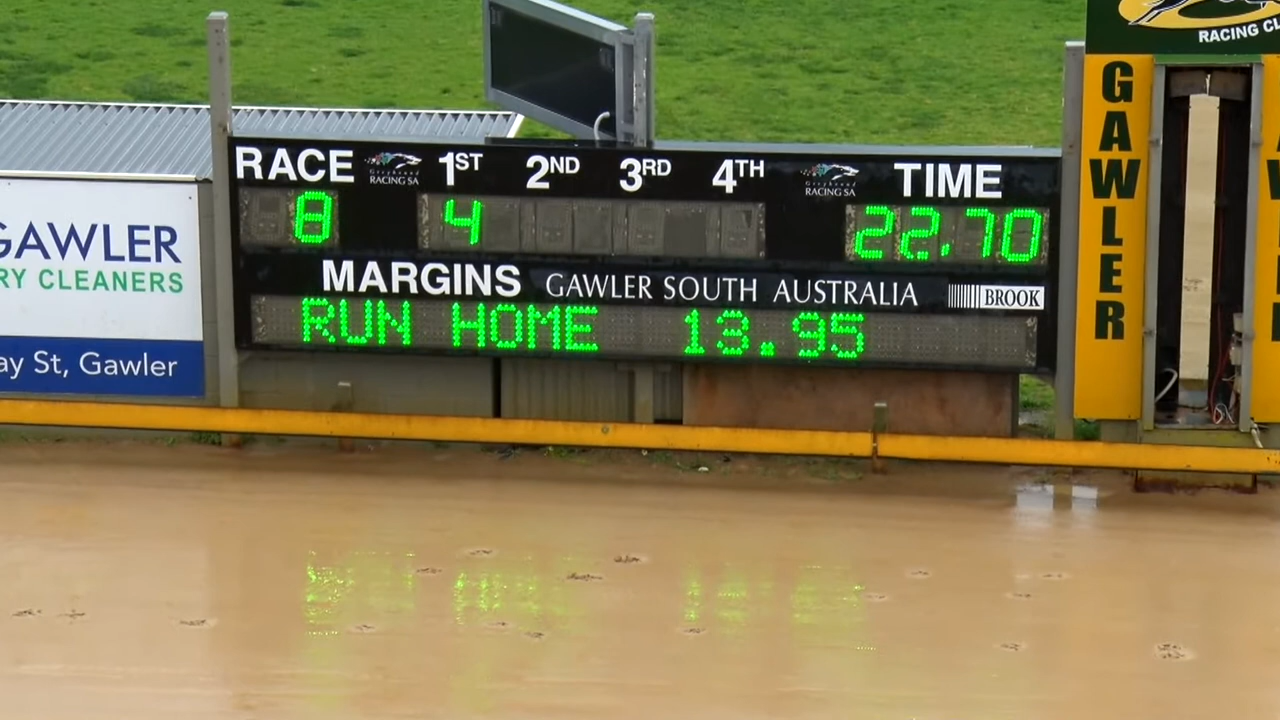 RACING CL
RACE 1ST 2ND 3RD 4TH TIME
Greyhound RACING SA
Greyhound RACING SA
8 4 22.70
MARGINS GAWLER SOUTH AUSTRALIA BROOK
RUN HOME 13.95
GAWLER
RY CLEANERS
ay St, Gawler
GAWLER